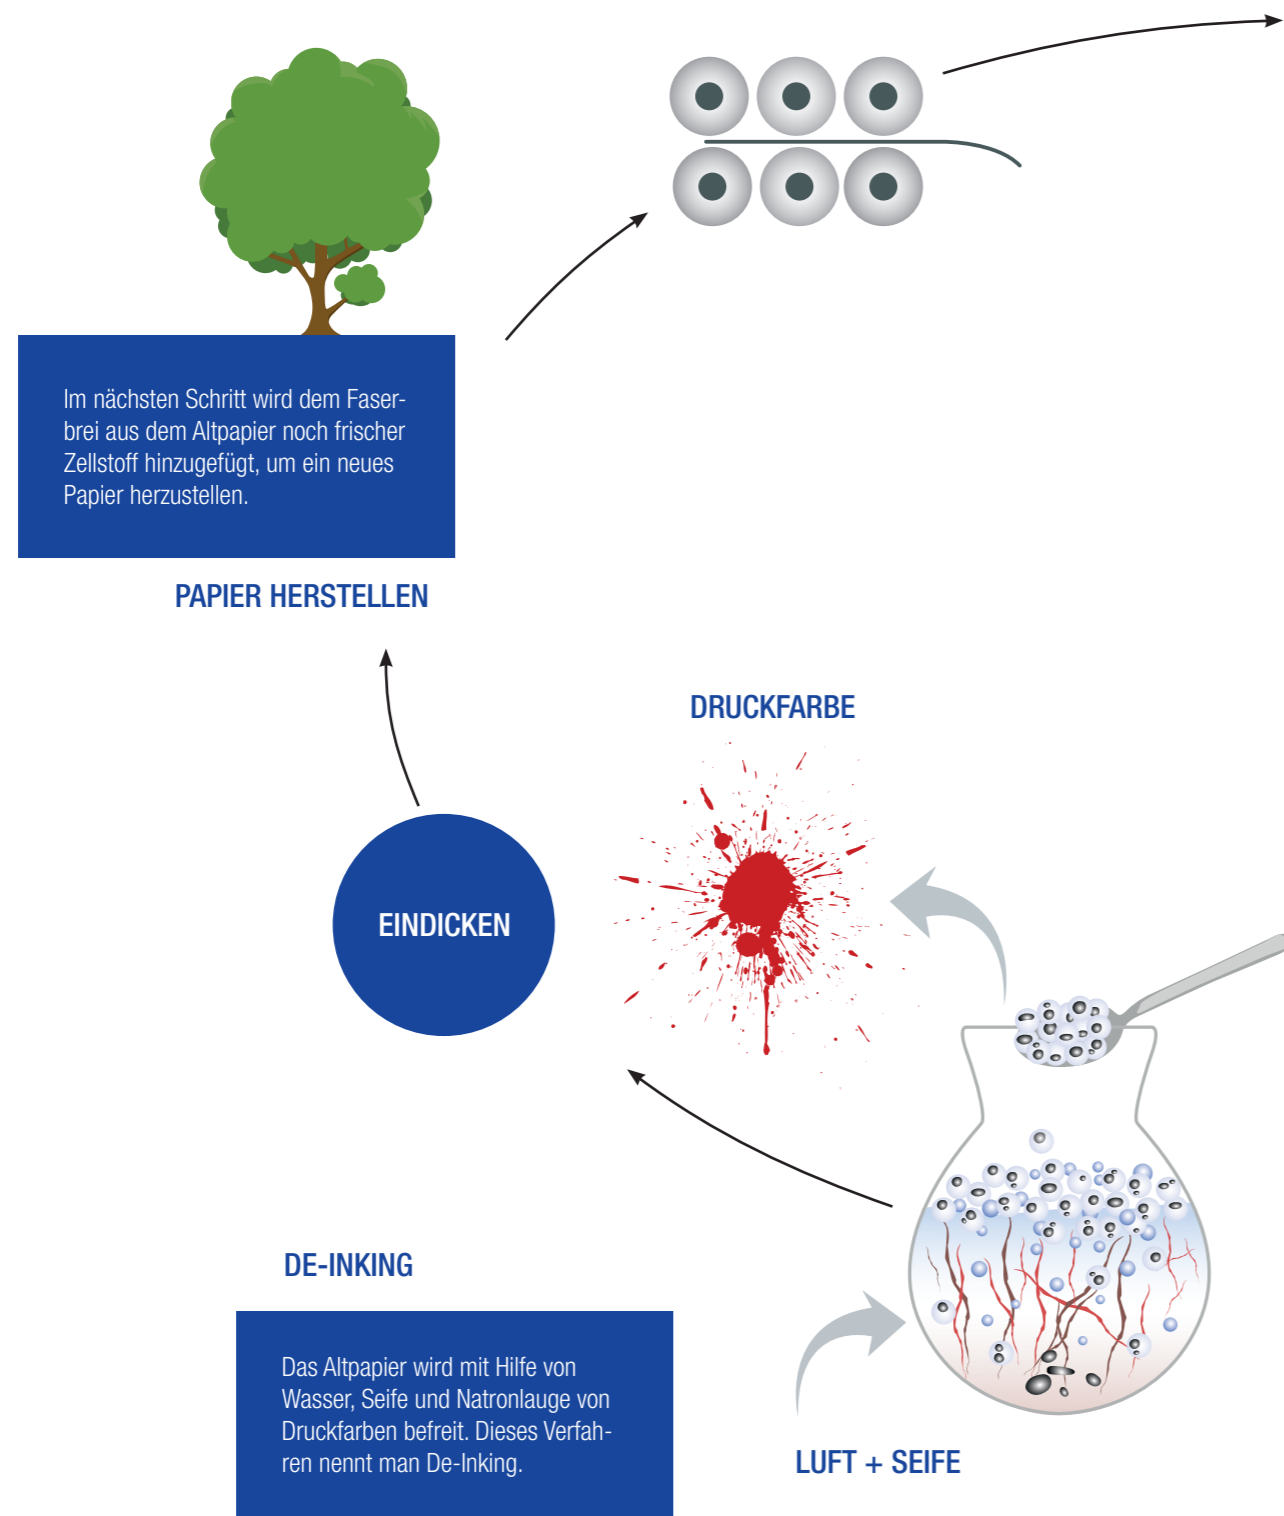 Im nächsten Schritt wird dem Faser-
brei aus dem Altpapier noch frischer
Zellstoff hinzugefügt, um ein neues
Papier herzustellen.
PAPIER HERSTELLEN
DRUCKFARBE
EINDICKEN
DE-INKING
Das Altpapier wird mit Hilfe von
Wasser, Seife und Natronlauge von
Druckfarben befreit. Dieses Verfah-
ren nennt man De-Inking.
LUFT + SEIFE